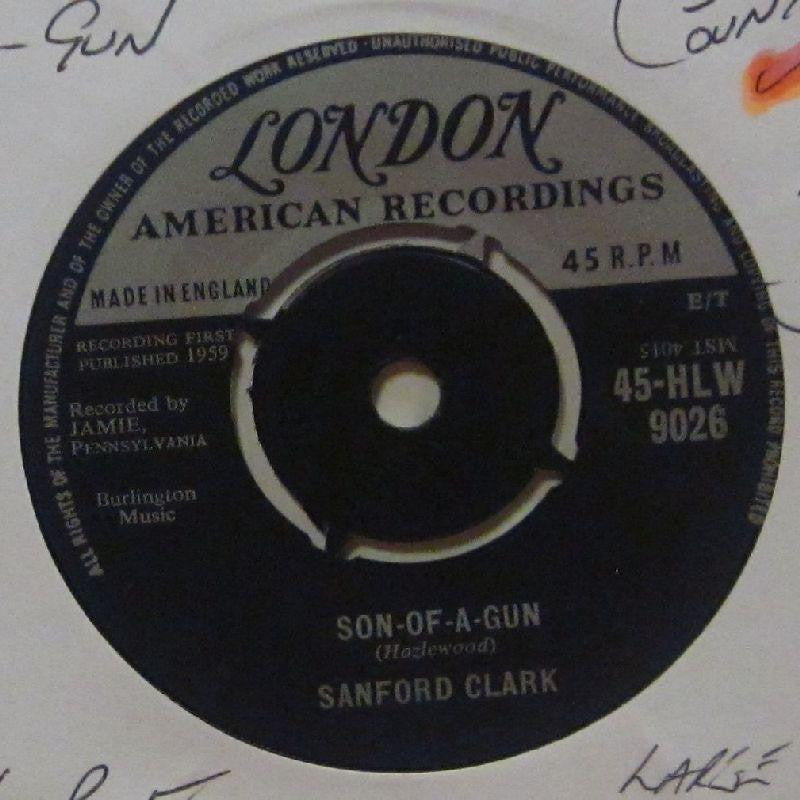 - GUN
COUN
ALL RIGHTS OF THE MANUFACTURER AND OF THE OWNER OF THE RECORDED WORK RESERVED · UNAUTHORISED PUBLIC PERFORMANCE BROADCASTING AND COPYING OF THIS RECORD PROHIBITED
LONDON
AMERICAN RECORDINGS
45 R.P.M
MADE IN ENGLAND
E/T
RECORDING FIRST
PUBLISHED 1959
MST 4015
45-HLW
9026
Recorded by
JAMIE,
PENNSYLVANIA
Burlington
Music
SON-OF-A-GUN
(Hazlewood)
SANFORD CLARK
LARGE